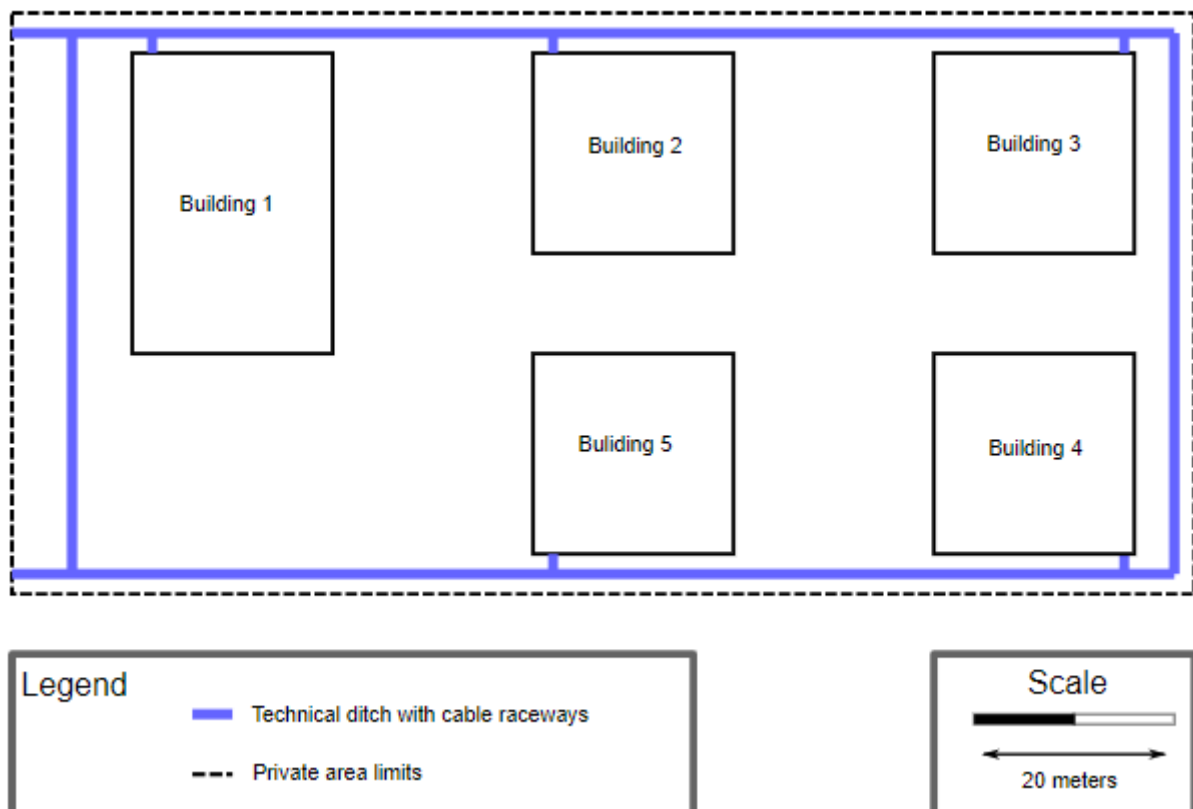 Building 2
Building 3
Building 1
Buliding 5
Building 4
Legend
Technical ditch with cable raceways
Private area limits
Scale
20 meters